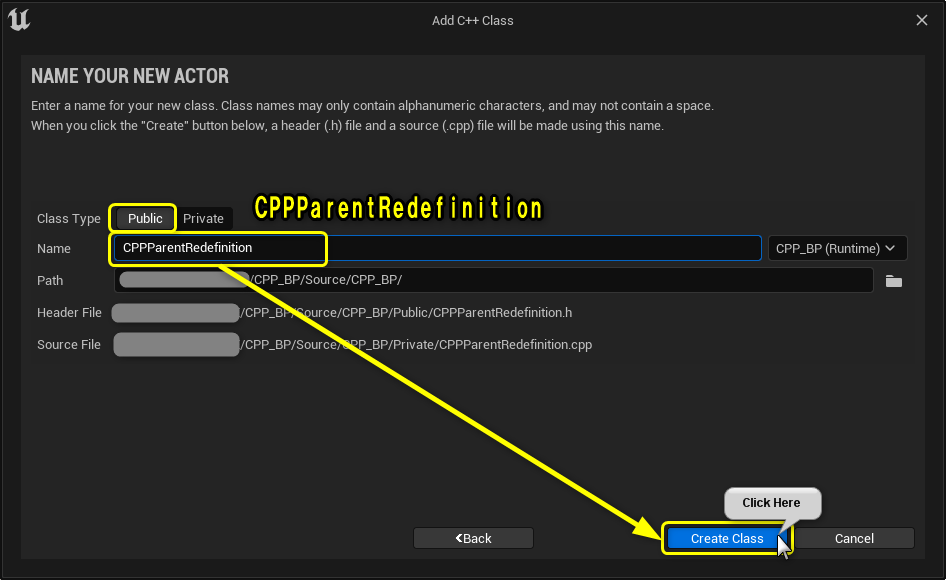 Add C++ Class
NAME YOUR NEW ACTOR
Enter a name for your new class. Class names may only contain alphanumeric characters, and may not contain a space.
When you click the "Create" button below, a header (.h) file and a source (.cpp) file will be made using this name.
CPPParentRedefinition
Class Type Public Private
Name CPPParentRedefinition CPP_BP (Runtime)
Path /CPP_BP/Source/CPP_BP/
Header File /CPP_BP/Source/CPP_BP/Public/CPPParentRedefinition.h
Source File /CPP_BP/Source/CPP_BP/Private/CPPParentRedefinition.cpp
Click Here
Back Create Class Cancel